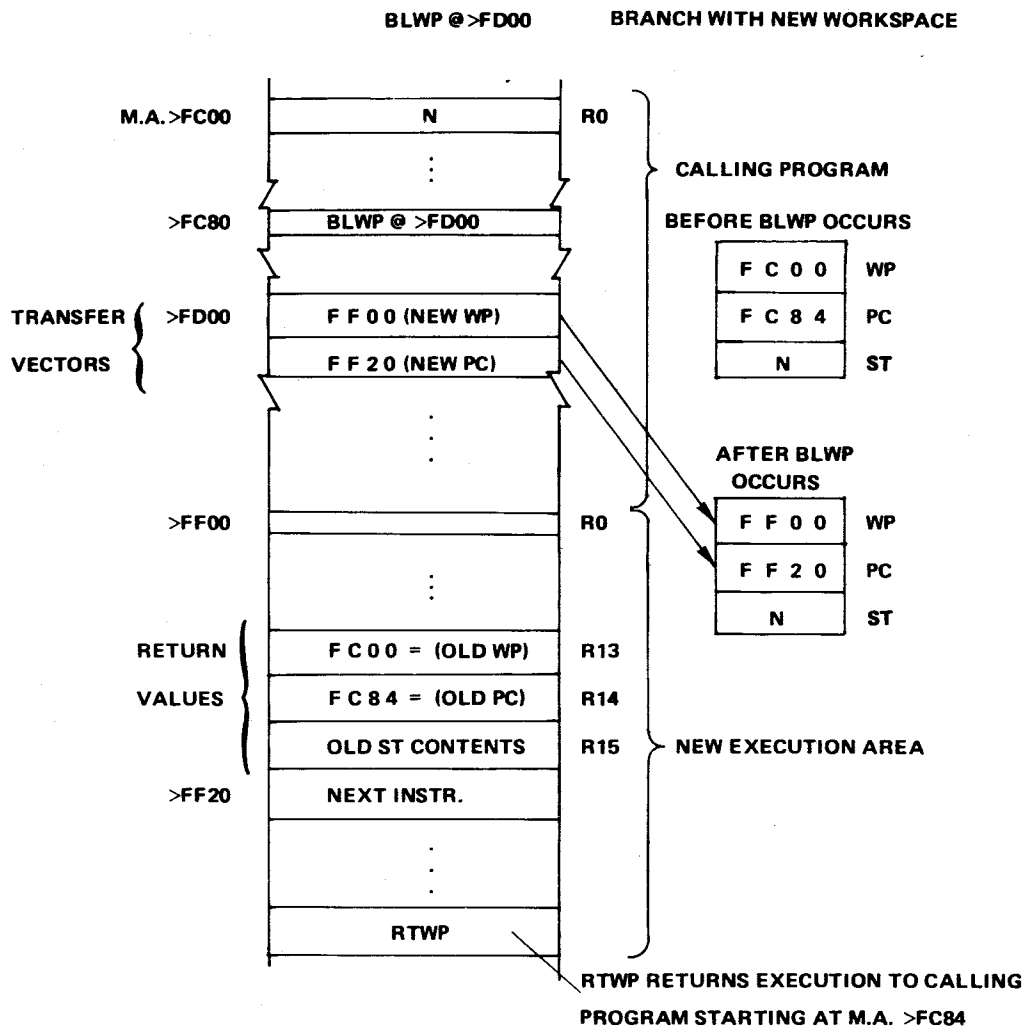 BLWP @>FD00 BRANCH WITH NEW WORKSPACE
M.A.>FC00 N R0
CALLING PROGRAM
>FC80 BLWP @ >FD00
BEFORE BLWP OCCURS
F C 0 0 WP
F C 8 4 PC
N ST
TRANSFER VECTORS
>FD00 F F 0 0 (NEW WP)
F F 2 0 (NEW PC)
AFTER BLWP
OCCURS
F F 0 0 WP
F F 2 0 PC
N ST
>FF00 R0
RETURN VALUES
F C 0 0 = (OLD WP) R13
F C 8 4 = (OLD PC) R14
OLD ST CONTENTS R15
NEW EXECUTION AREA
>FF20 NEXT INSTR.
RTWP
RTWP RETURNS EXECUTION TO CALLING
PROGRAM STARTING AT M.A. >FC84